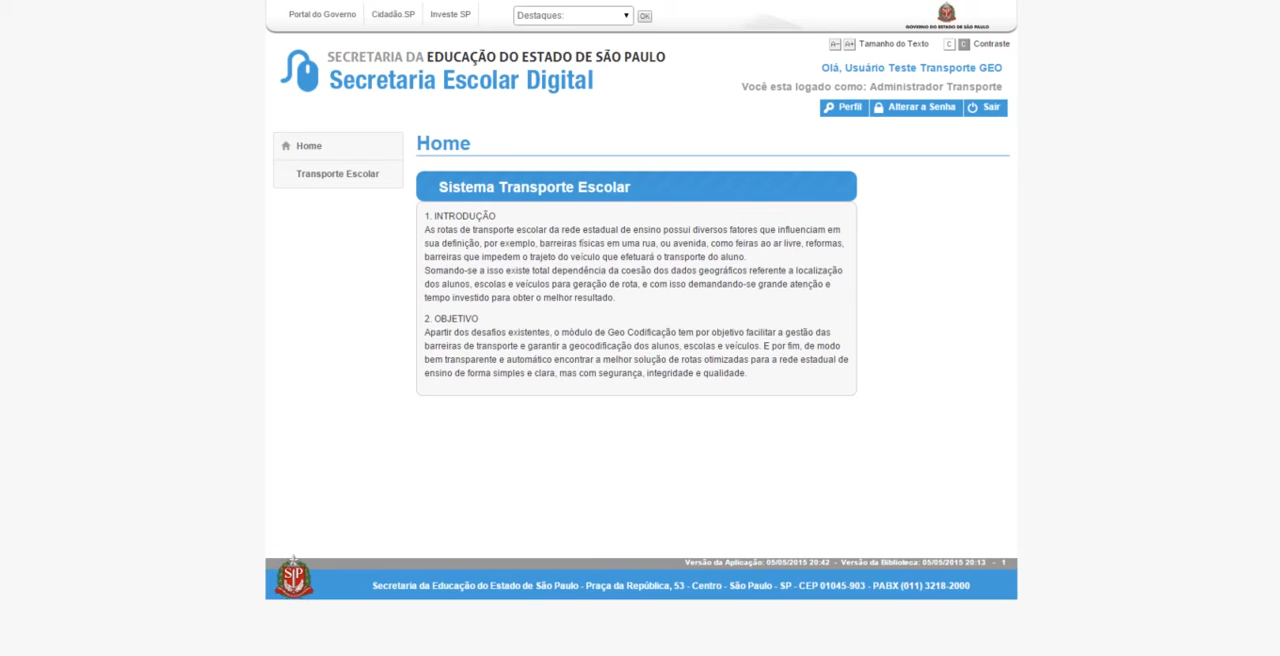 Portal do Governo Cidadão.SP Investe SP Destaques: OK
GOVERNO DO ESTADO DE SÃO PAULO
A- A+ Tamanho do Texto C C Contraste
SECRETARIA DA EDUCAÇÃO DO ESTADO DE SÃO PAULO
Secretaria Escolar Digital
Olá, Usuário Teste Transporte GEO
Você esta logado como: Administrador Transporte
Perfil Alterar a Senha Sair
Home
Transporte Escolar
Home
Sistema Transporte Escolar
1. INTRODUÇÃO
As rotas de transporte escolar da rede estadual de ensino possui diversos fatores que influenciam em
sua definição, por exemplo, barreiras físicas em uma rua, ou avenida, como feiras ao ar livre, reformas,
barreiras que impedem o trajeto do veículo que efetuará o transporte do aluno.
Somando-se a isso existe total dependência da coesão dos dados geográficos referente a localização
dos alunos, escolas e veículos para geração de rota, e com isso demandando-se grande atenção e
tempo investido para obter o melhor resultado.
2. OBJETIVO
Apartir dos desafios existentes, o módulo de Geo Codificação tem por objetivo facilitar a gestão das
barreiras de transporte e garantir a geocodificação dos alunos, escolas e veículos. E por fim, de modo
bem transparente e automático encontrar a melhor solução de rotas otimizadas para a rede estadual de
ensino de forma simples e clara, mas com segurança, integridade e qualidade.
Versão da Aplicação: 05/05/2015 20:42 - Versão da Biblioteca: 05/05/2015 20:13 - 1
SP
Secretaria da Educação do Estado de São Paulo - Praça da República, 53 - Centro - São Paulo - SP - CEP 01045-903 - PABX (011) 3218-2000